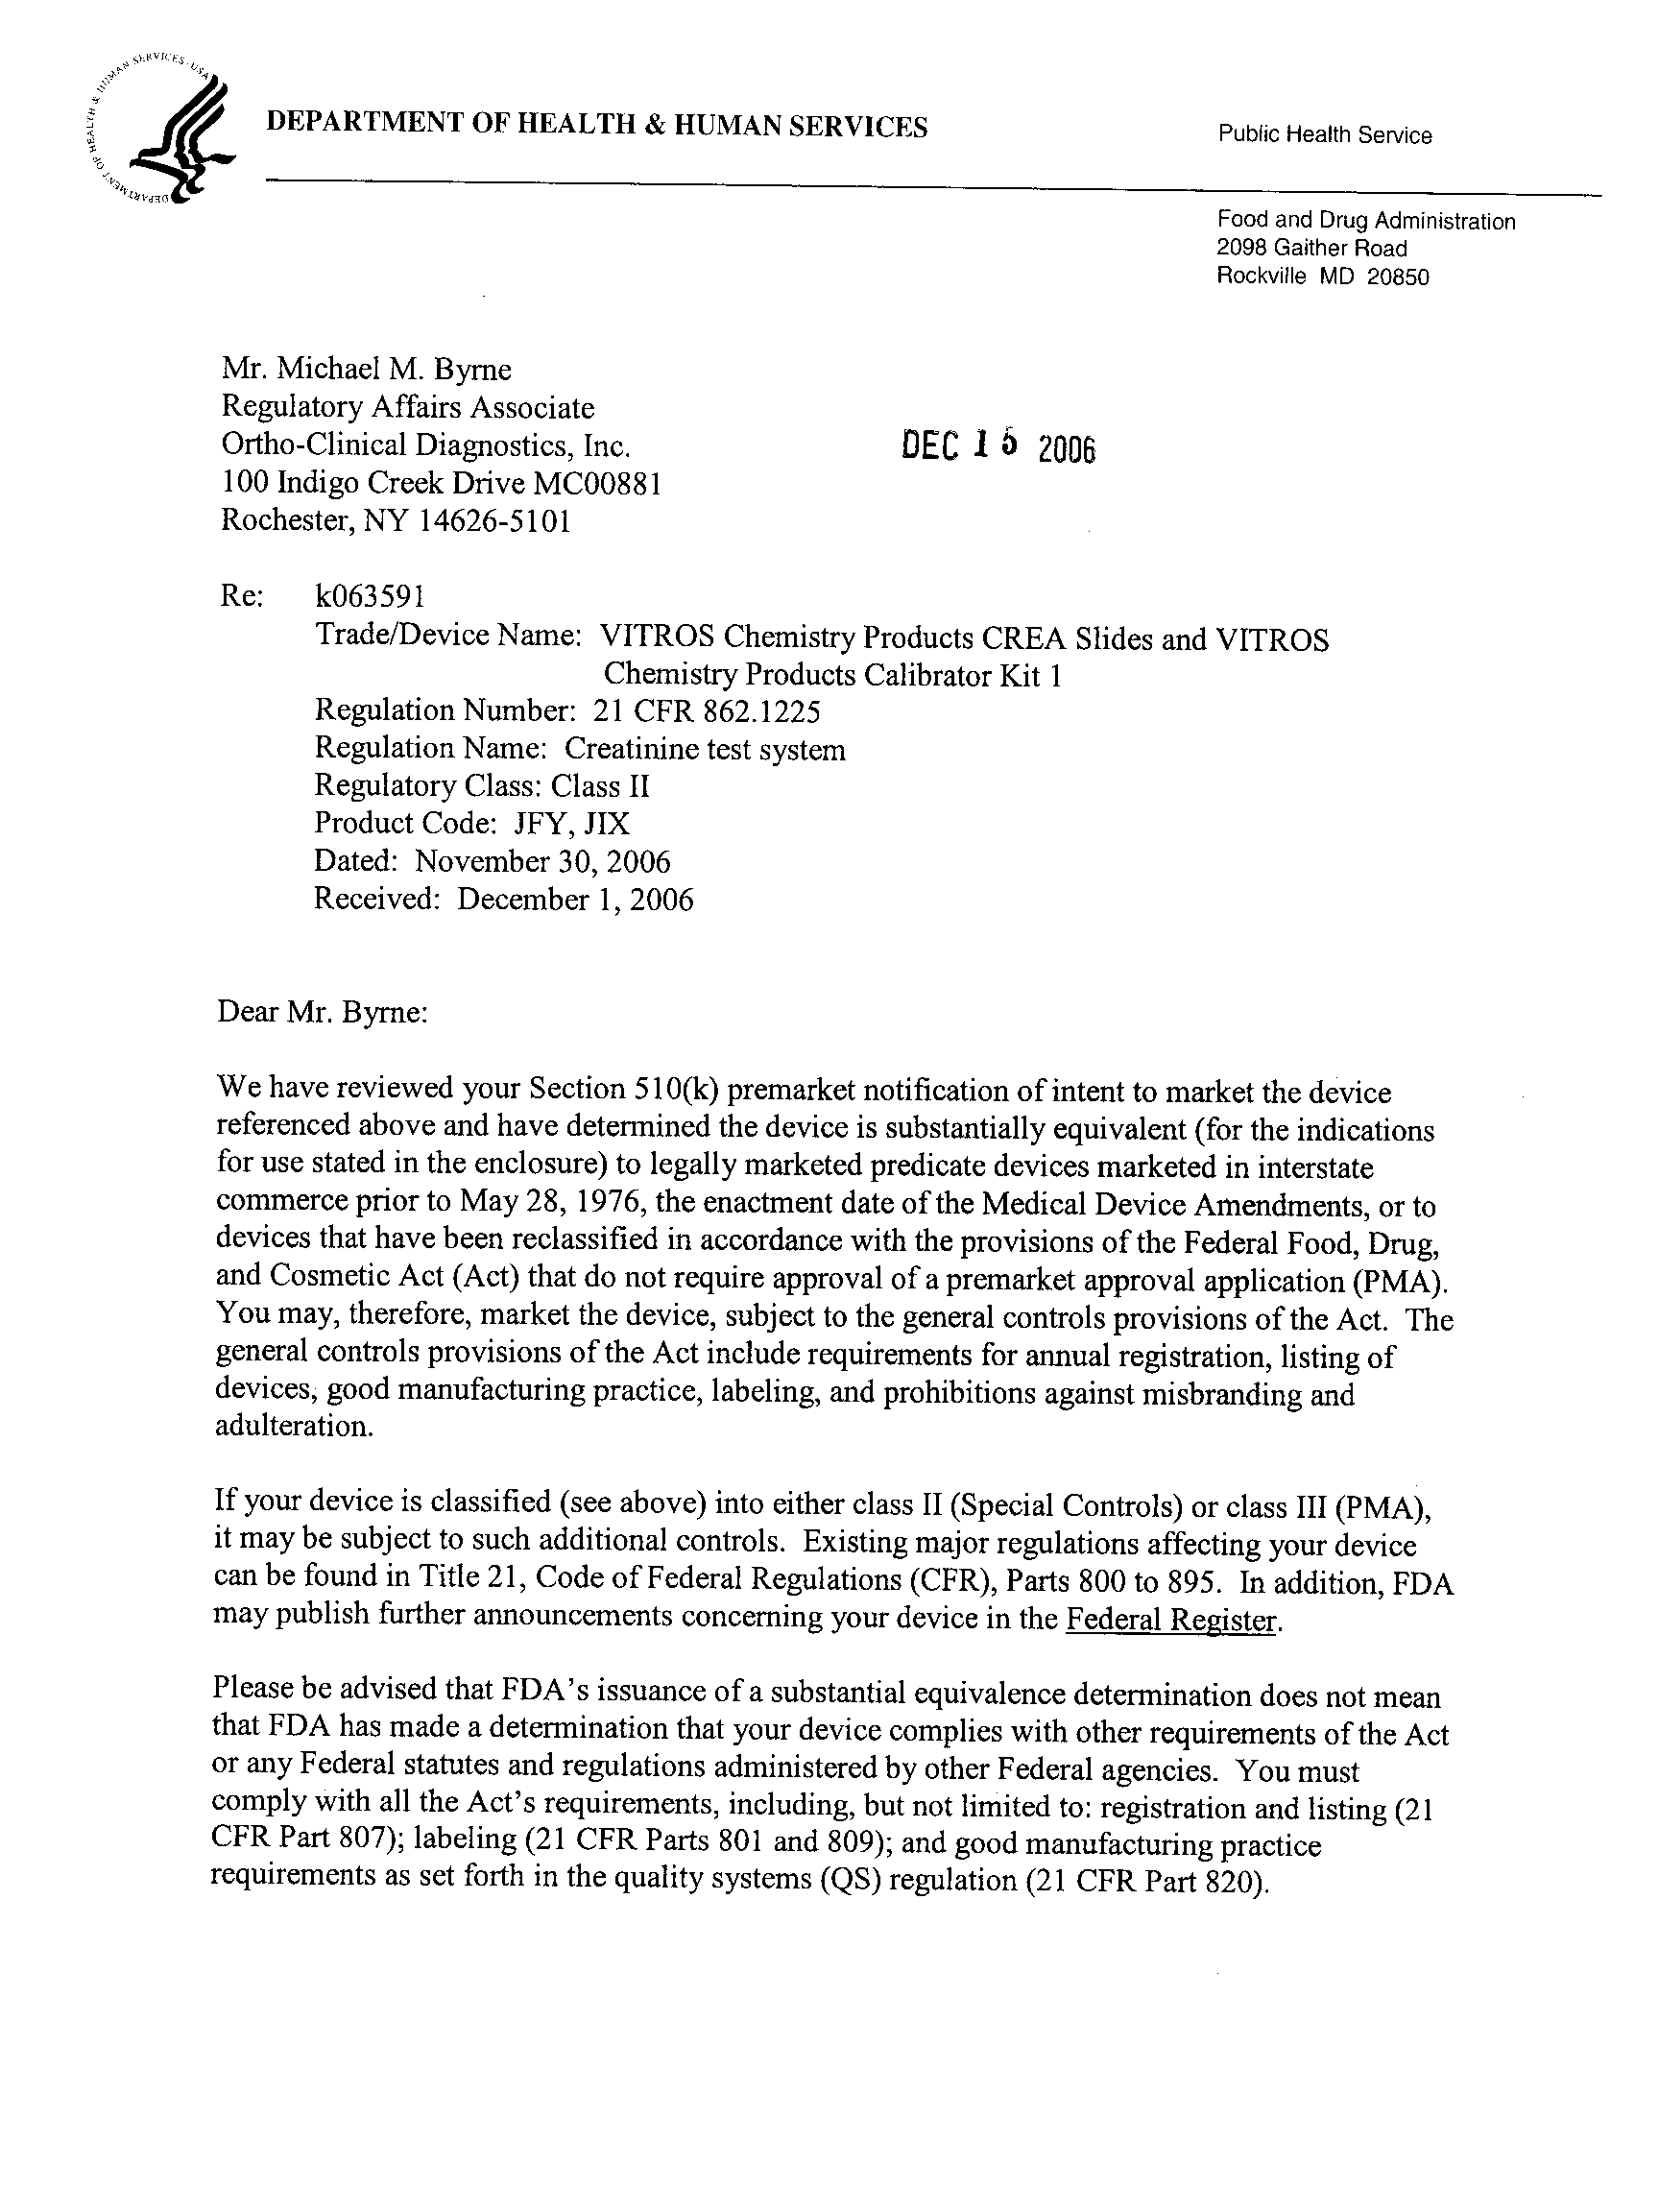 DEPARTMENT OF HEALTH & HUMAN SERVICES · USA
DEPARTMENT OF HEALTH & HUMAN SERVICES
Public Health Service
Food and Drug Administration
2098 Gaither Road
Rockville MD 20850
Mr. Michael M. Byrne
Regulatory Affairs Associate
Ortho-Clinical Diagnostics, Inc.
100 Indigo Creek Drive MC00881
Rochester, NY 14626-5101
DEC 2006
Re: k063591
Trade/Device Name: VITROS Chemistry Products CREA Slides and VITROS
Chemistry Products Calibrator Kit 1
Regulation Number: 21 CFR 862.1225
Regulation Name: Creatinine test system
Regulatory Class: Class II
Product Code: JFY, JIX
Dated: November 30, 2006
Received: December 1, 2006
Dear Mr. Byrne:
We have reviewed your Section 510(k) premarket notification of intent to market the device
referenced above and have determined the device is substantially equivalent (for the indications
for use stated in the enclosure) to legally marketed predicate devices marketed in interstate
commerce prior to May 28, 1976, the enactment date of the Medical Device Amendments, or to
devices that have been reclassified in accordance with the provisions of the Federal Food, Drug,
and Cosmetic Act (Act) that do not require approval of a premarket approval application (PMA).
You may, therefore, market the device, subject to the general controls provisions of the Act. The
general controls provisions of the Act include requirements for annual registration, listing of
devices, good manufacturing practice, labeling, and prohibitions against misbranding and
adulteration.
If your device is classified (see above) into either class II (Special Controls) or class III (PMA),
it may be subject to such additional controls. Existing major regulations affecting your device
can be found in Title 21, Code of Federal Regulations (CFR), Parts 800 to 895. In addition, FDA
may publish further announcements concerning your device in the Federal Register.
Please be advised that FDA's issuance of a substantial equivalence determination does not mean
that FDA has made a determination that your device complies with other requirements of the Act
or any Federal statutes and regulations administered by other Federal agencies. You must
comply with all the Act's requirements, including, but not limited to: registration and listing (21
CFR Part 807); labeling (21 CFR Parts 801 and 809); and good manufacturing practice
requirements as set forth in the quality systems (QS) regulation (21 CFR Part 820).